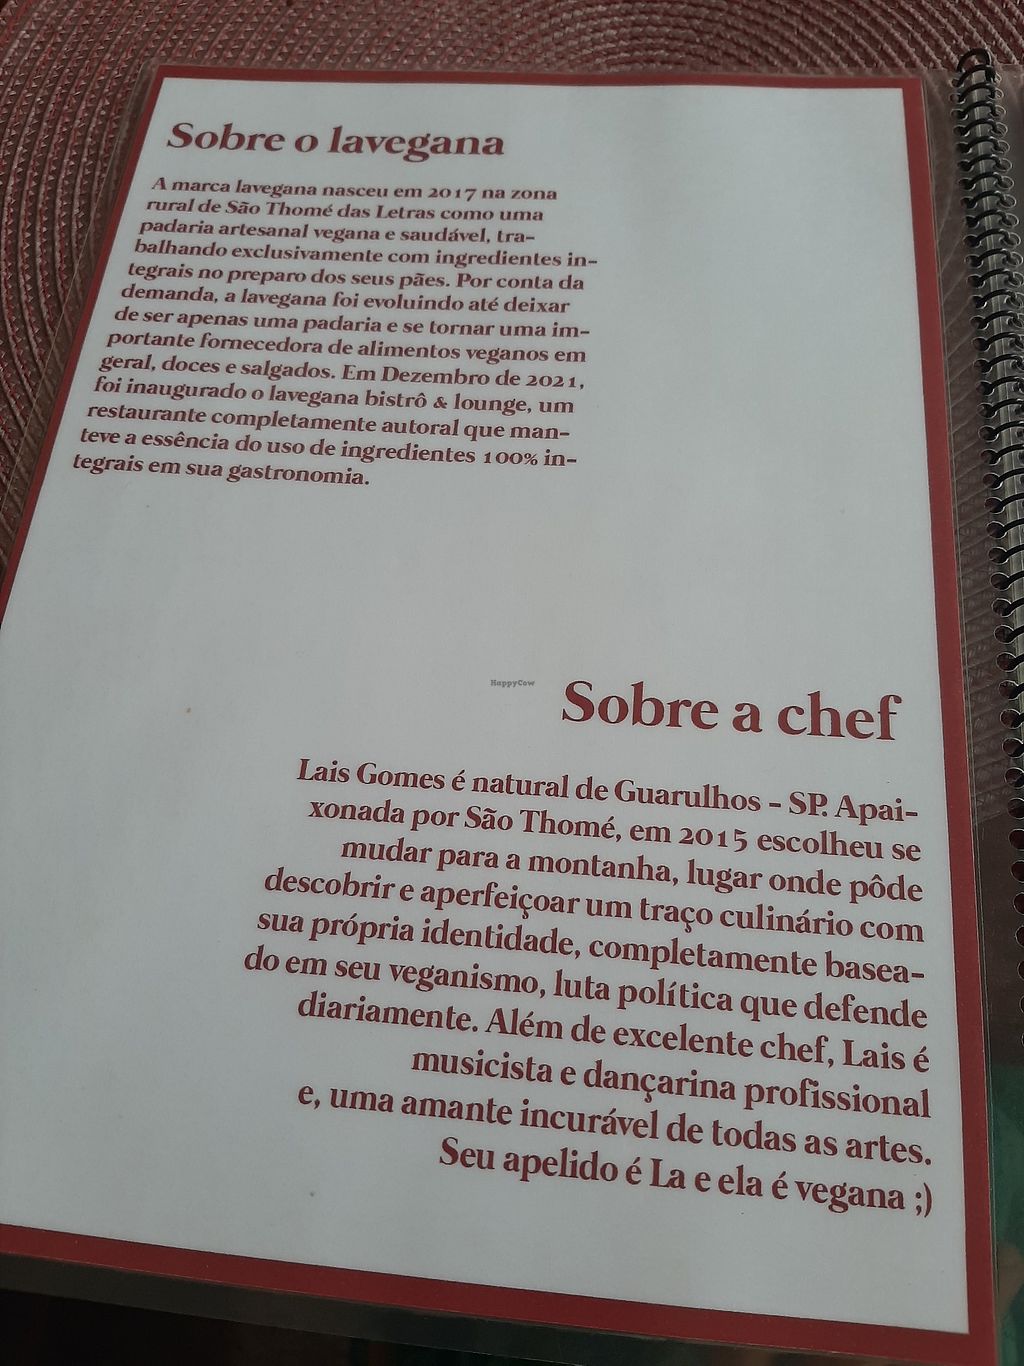 Sobre o lavegana
A marca lavegana nasceu em 2017 na zona
rural de São Thomé das Letras como uma
padaria artesanal vegana e saudável, tra-
balhando exclusivamente com ingredientes in-
tegrais no preparo dos seus pães. Por conta da
demanda, a lavegana foi evoluindo até deixar
de ser apenas uma padaria e se tornar uma im-
portante fornecedora de alimentos veganos em
geral, doces e salgados. Em Dezembro de 2021,
foi inaugurado o lavegana bistrô & lounge, um
restaurante completamente autoral que man-
teve a essência do uso de ingredientes 100% in-
tegrais em sua gastronomia.
HappyCow
Sobre a chef
Lais Gomes é natural de Guarulhos - SP. Apai-
xonada por São Thomé, em 2015 escolheu se
mudar para a montanha, lugar onde pôde
descobrir e aperfeiçoar um traço culinário com
sua própria identidade, completamente basea-
do em seu veganismo, luta política que defende
diariamente. Além de excelente chef, Lais é
musicista e dançarina profissional
e, uma amante incurável de todas as artes.
Seu apelido é La e ela é vegana ;)